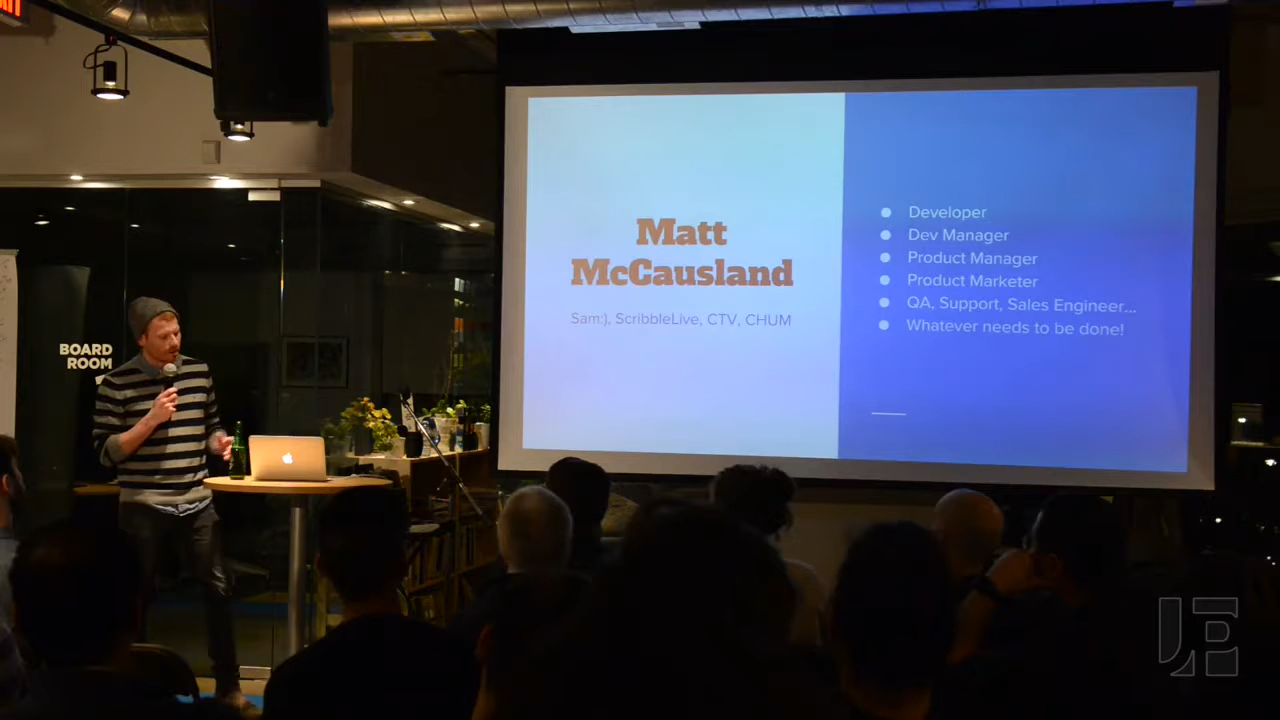 BOARD
ROOM
Matt
McCausland
Sam:), ScribbleLive, CTV, CHUM
Developer
Dev Manager
Product Manager
Product Marketer
QA, Support, Sales Engineer...
Whatever needs to be done!